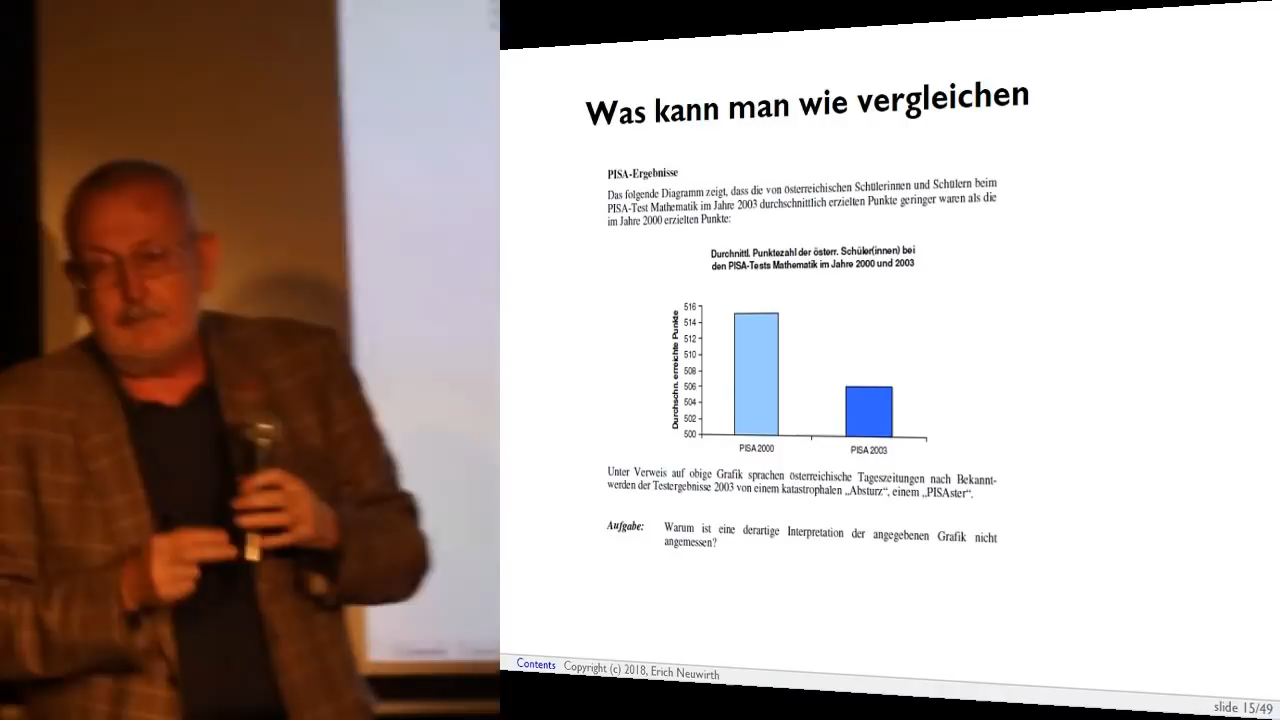 Was kann man wie vergleichen
PISA-Ergebnisse
Das folgende Diagramm zeigt, dass die von österreichischen Schülerinnen und Schülern beim
PISA-Test Mathematik im Jahre 2003 durchschnittlich erzielten Punkte geringer waren als die
im Jahre 2000 erzielten Punkte:
Durchnittl. Punktezahl der österr. Schüler(innen) bei
den PISA-Tests Mathematik im Jahre 2000 und 2003
Durchschn. erreichte Punkte
516
514
512
510
508
506
504
502
500
PISA 2000
PISA 2003
Unter Verweis auf obige Grafik sprachen österreichische Tageszeitungen nach Bekannt-
werden der Testergebnisse 2003 von einem katastrophalen „Absturz“, einem „PISAster“.
Aufgabe: Warum ist eine derartige Interpretation der angegebenen Grafik nicht
angemessen?
Contents Copyright (c) 2018, Erich Neuwirth
slide 15/49